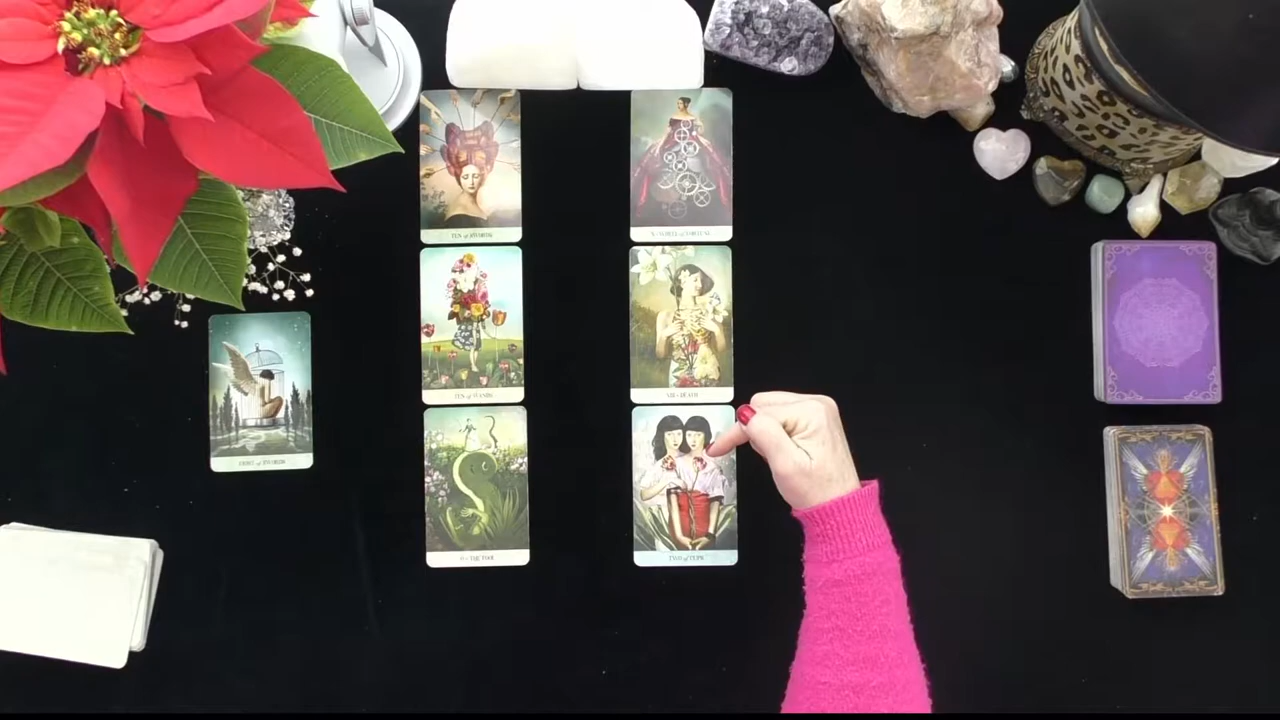 TEN of SWORDS
X • WHEEL of FORTUNE
TEN of WANDS
XIII • DEATH
EIGHT of SWORDS
0 • THE FOOL
TWO of CUPS